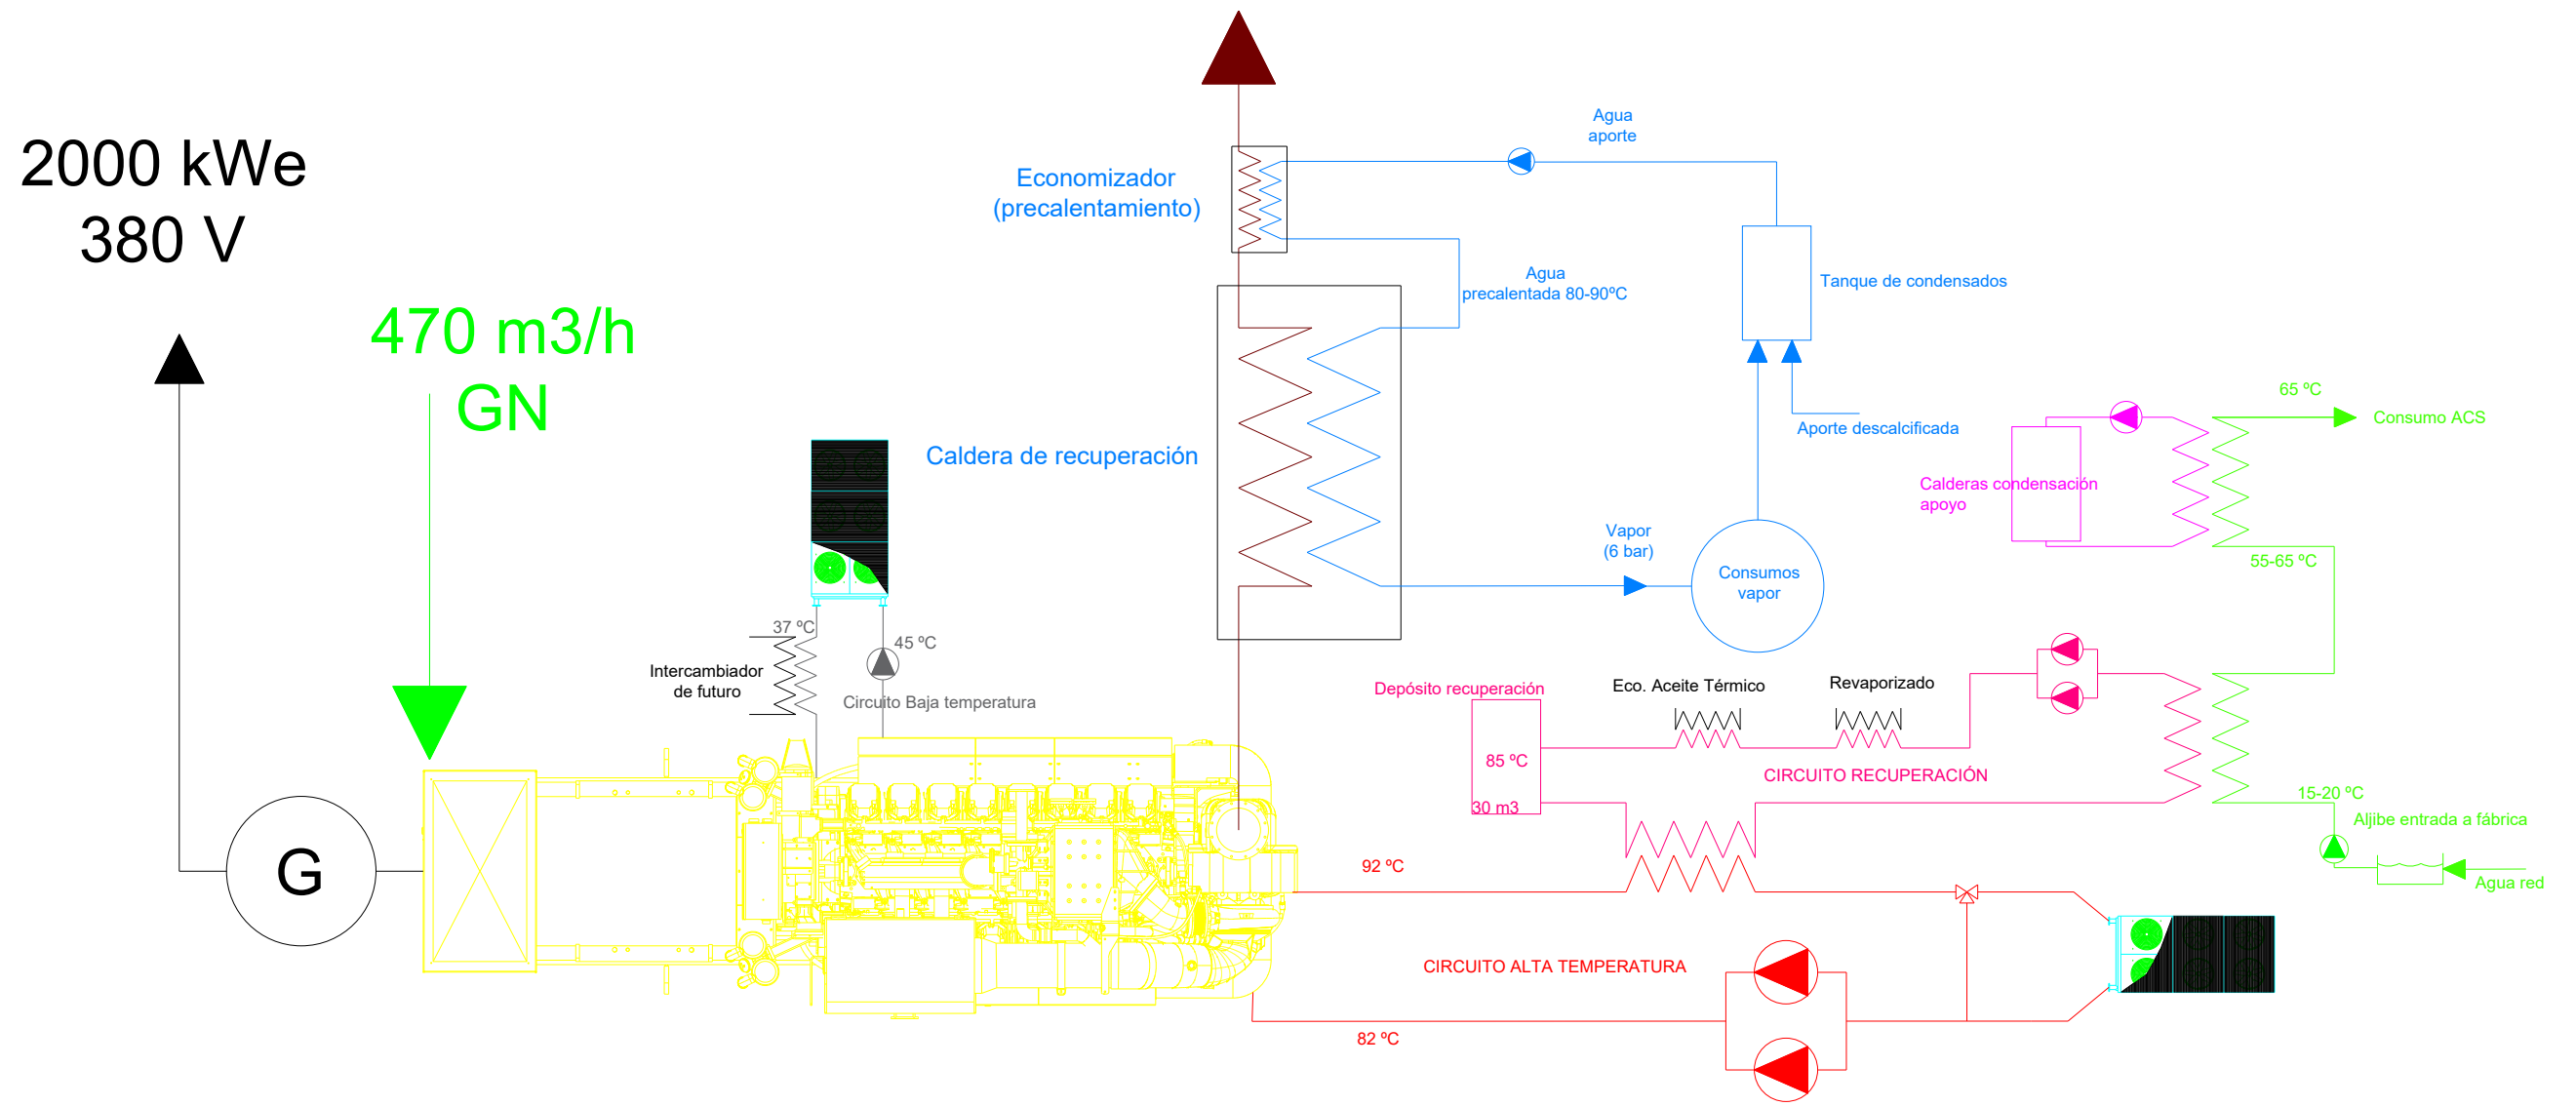 2000 kWe
380 V
470 m3/h
GN
G
Economizador
(precalentamiento)
Caldera de recuperación
Agua
aporte
Agua
precalentada 80-90ºC
Tanque de condensados
Aporte descalcificada
Vapor
(6 bar)
Consumos
vapor
65 ºC
Consumo ACS
Calderas condensación
apoyo
55-65 ºC
37 ºC
45 ºC
Intercambiador
de futuro
Circuito Baja temperatura
Depósito recuperación
85 ºC
30 m3
Eco. Aceite Térmico
Revaporizado
CIRCUITO RECUPERACIÓN
15-20 ºC
Aljibe entrada a fábrica
Agua red
92 ºC
CIRCUITO ALTA TEMPERATURA
82 ºC